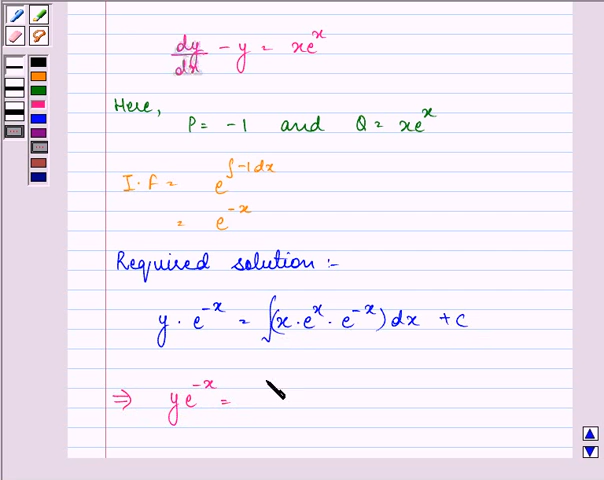 dy/dx - y = xe^x
Here,
P = -1 and Q = xe^x
I.F = e^∫-1dx
= e^-x
Required solution :-
y · e^-x = ∫(x · e^x · e^-x) dx + c
⇒ ye^-x =